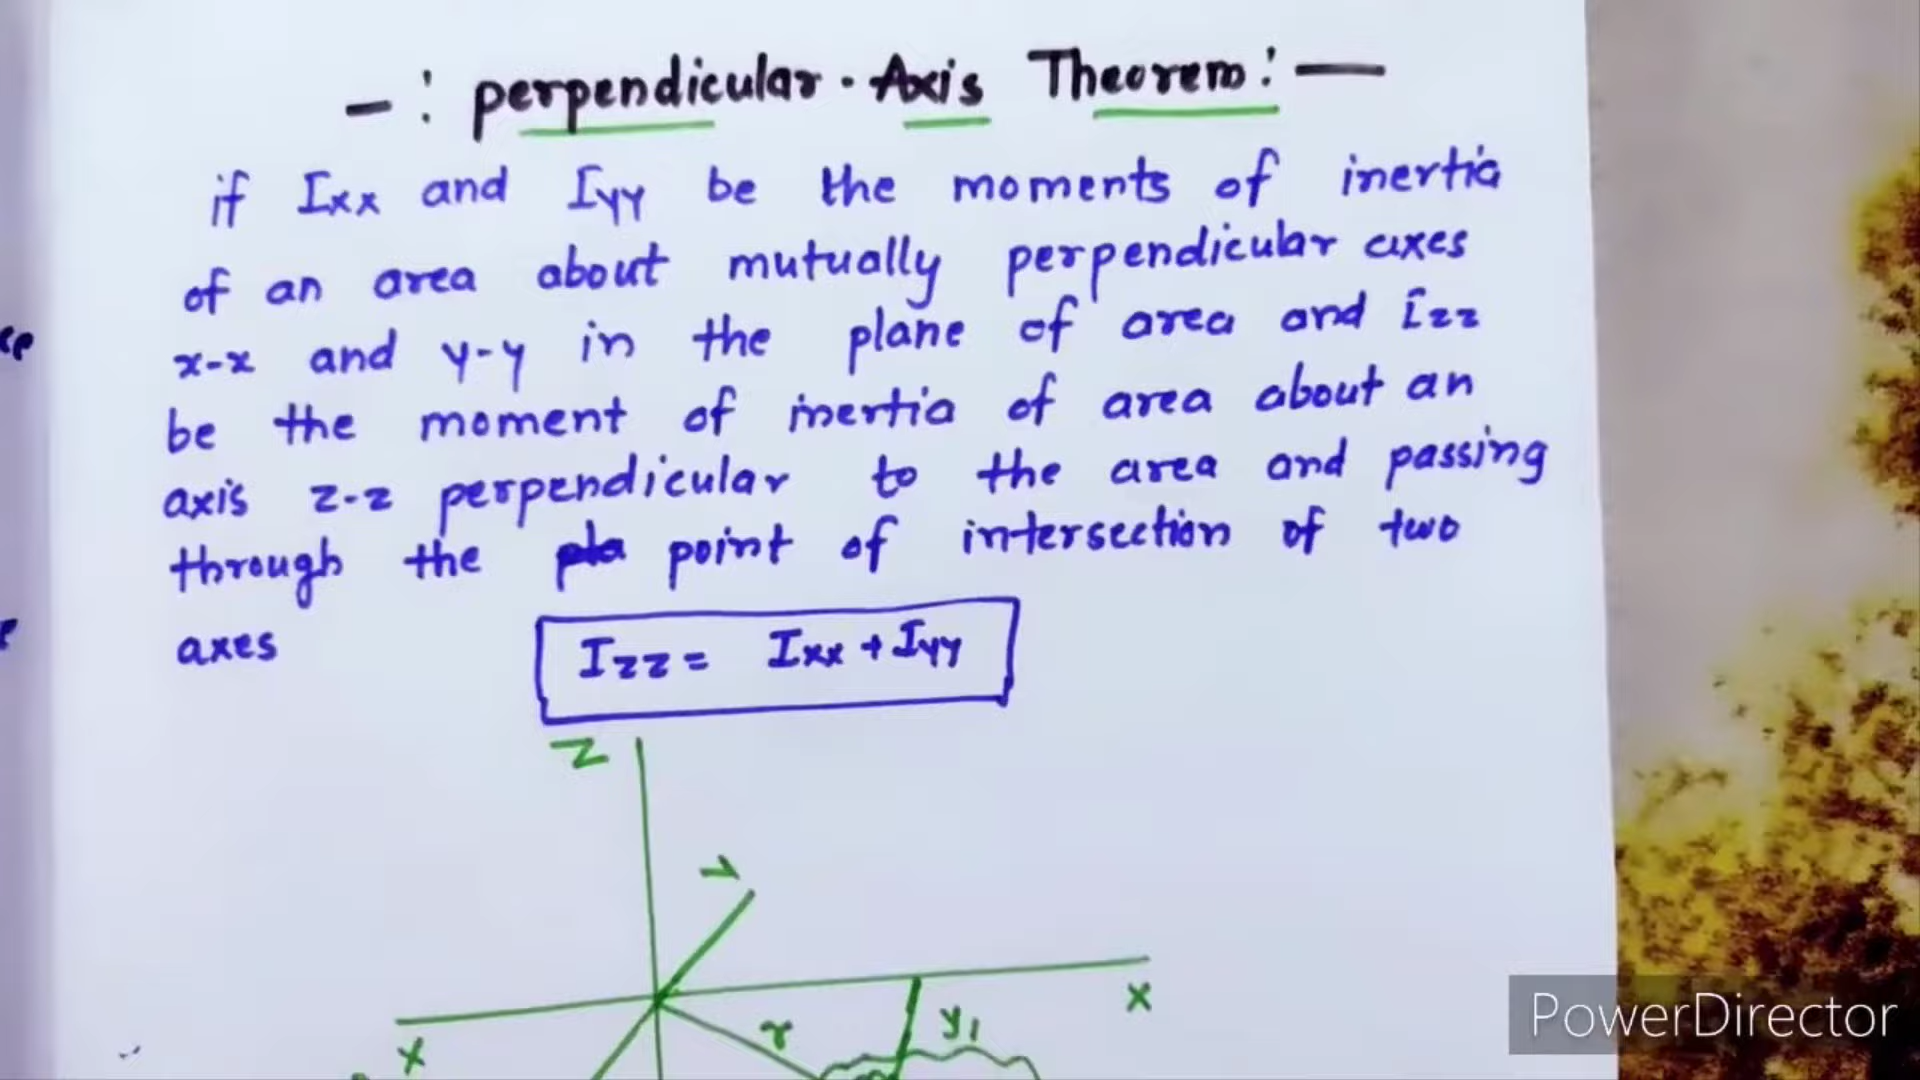 -: perpendicular-Axis Theorem:-
if Ixx and Iyy be the moments of inertia
of an area about mutually perpendicular axes
x-x and y-y in the plane of area and Izz
be the moment of inertia of area about an
axis z-z perpendicular to the area and passing
through the point of intersection of two
axes
Izz = Ixx + Iyy
Z
Y
X
X
r
y1
PowerDirector